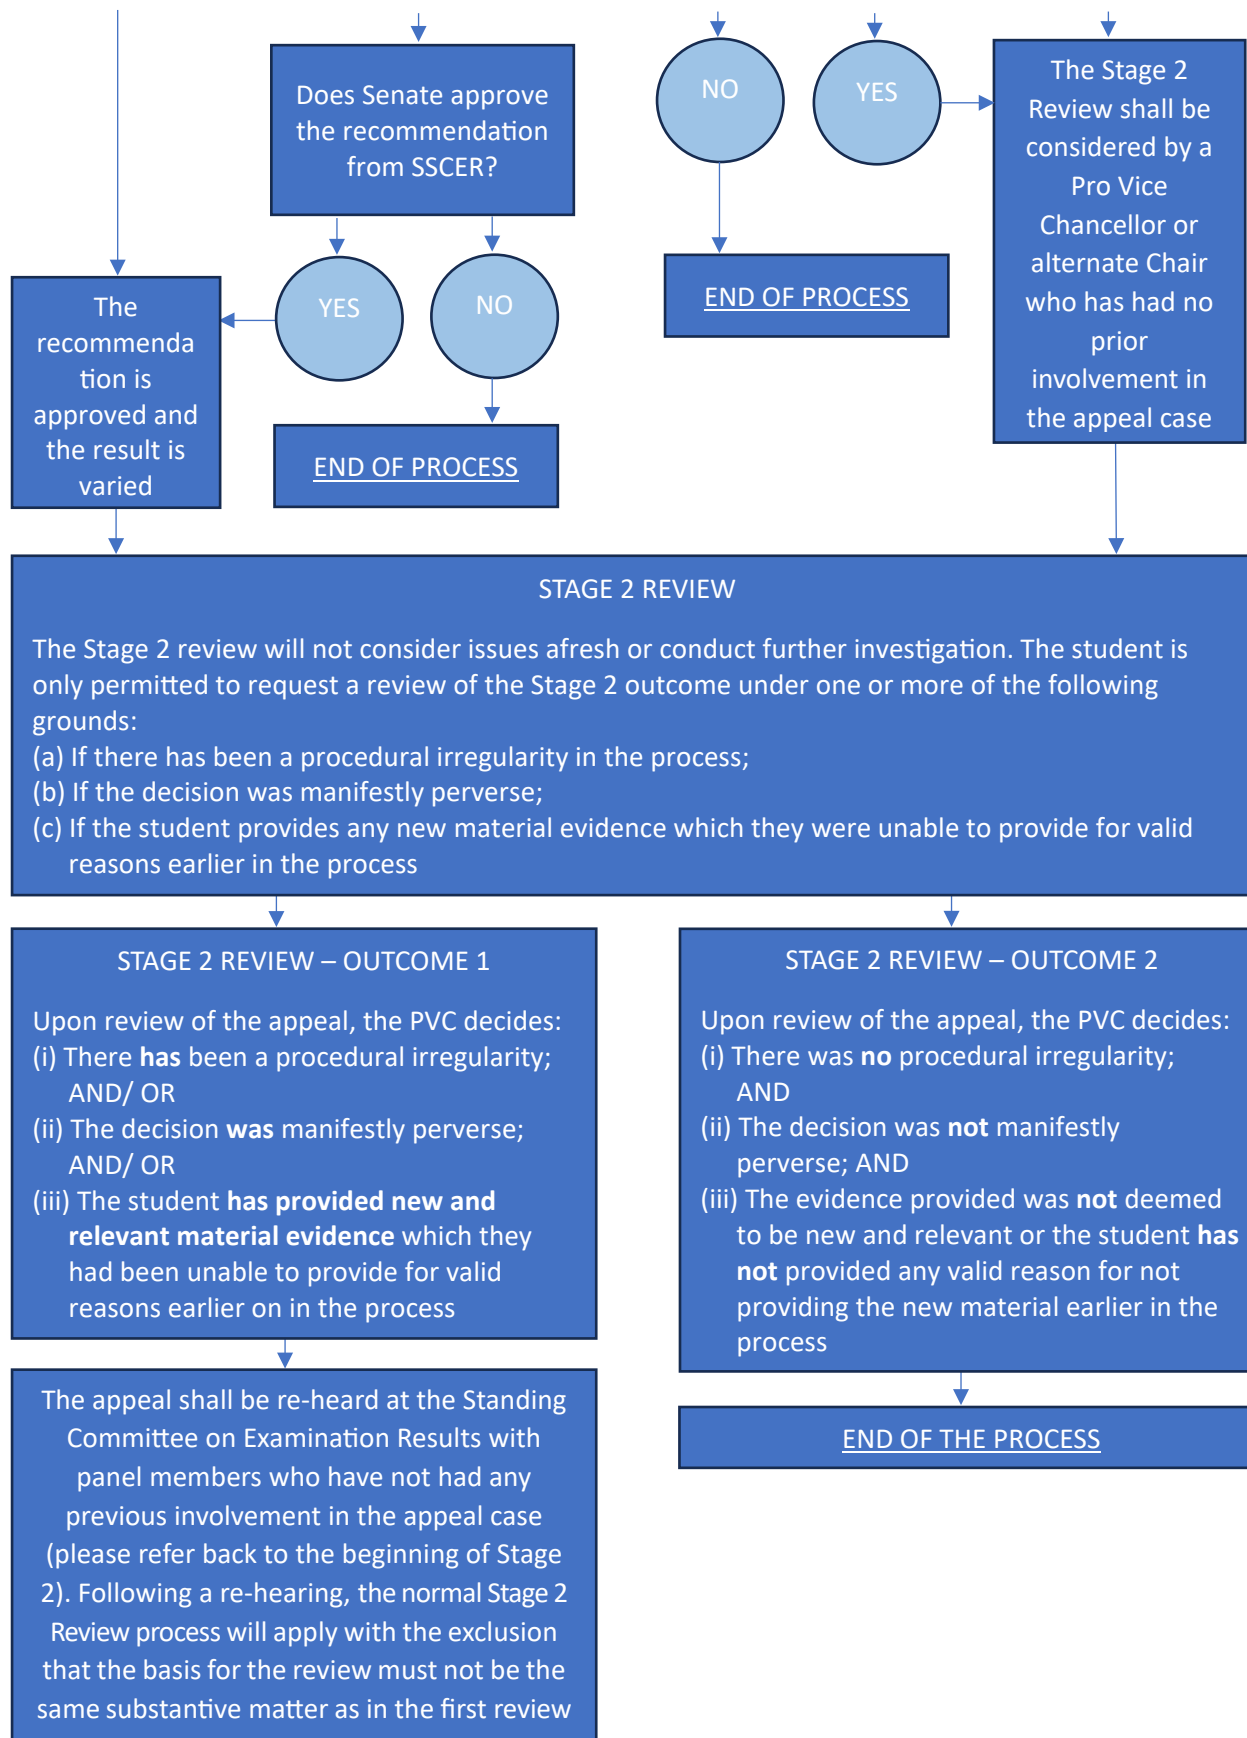 Does Senate approve
the recommendation
from SSCER?
NO
YES
The Stage 2
Review shall be
considered by a
Pro Vice
Chancellor or
alternate Chair
who has had no
prior
involvement in
the appeal case
The
recommenda
tion is
approved and
the result is
varied
YES
NO
END OF PROCESS
END OF PROCESS
STAGE 2 REVIEW
The Stage 2 review will not consider issues afresh or conduct further investigation. The student is
only permitted to request a review of the Stage 2 outcome under one or more of the following
grounds:
(a) If there has been a procedural irregularity in the process;
(b) If the decision was manifestly perverse;
(c) If the student provides any new material evidence which they were unable to provide for valid
reasons earlier in the process
STAGE 2 REVIEW – OUTCOME 1
Upon review of the appeal, the PVC decides:
(i) There has been a procedural irregularity;
AND/ OR
(ii) The decision was manifestly perverse;
AND/ OR
(iii) The student has provided new and
relevant material evidence which they
had been unable to provide for valid
reasons earlier on in the process
STAGE 2 REVIEW – OUTCOME 2
Upon review of the appeal, the PVC decides:
(i) There was no procedural irregularity;
AND
(ii) The decision was not manifestly
perverse; AND
(iii) The evidence provided was not deemed
to be new and relevant or the student has
not provided any valid reason for not
providing the new material earlier in the
process
The appeal shall be re-heard at the Standing
Committee on Examination Results with
panel members who have not had any
previous involvement in the appeal case
(please refer back to the beginning of Stage
2). Following a re-hearing, the normal Stage 2
Review process will apply with the exclusion
that the basis for the review must not be the
same substantive matter as in the first review
END OF THE PROCESS